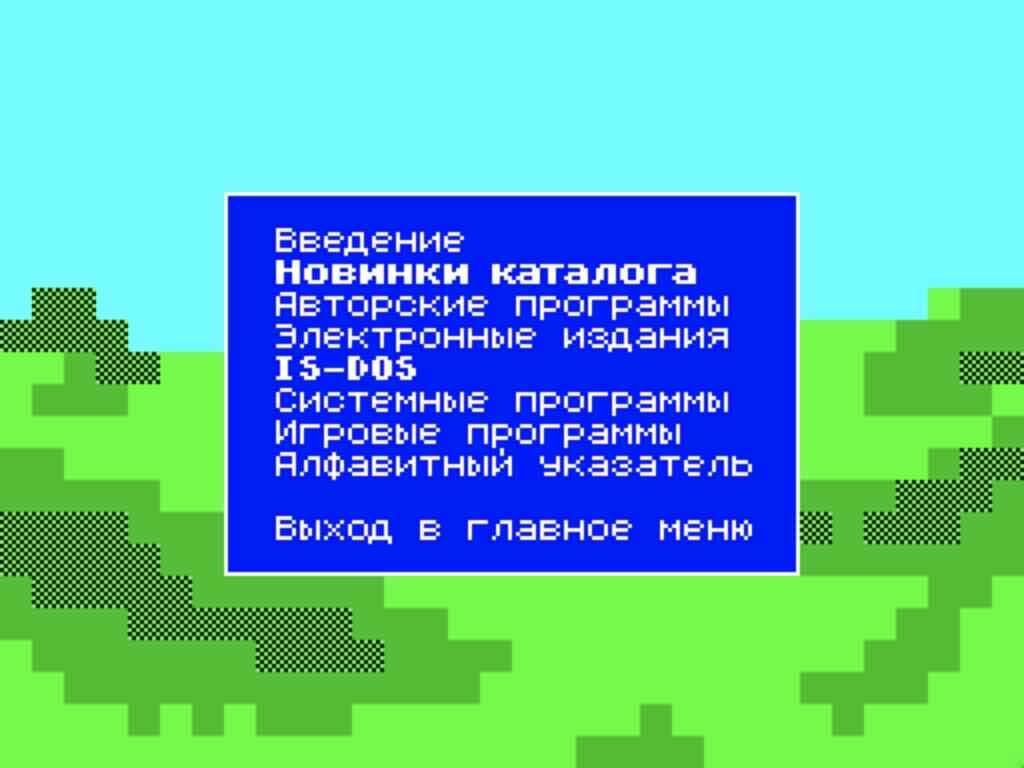 Введение
Новинки каталога
Авторские программы
Электронные издания
IS-DOS
Системные программы
Игровые программы
Алфавитный указатель
Выход в главное меню